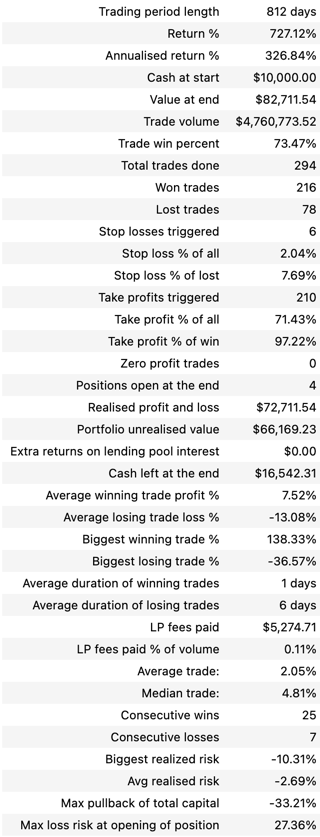 Trading period length 812 days
Return % 727.12%
Annualised return % 326.84%
Cash at start $10,000.00
Value at end $82,711.54
Trade volume $4,760,773.52
Trade win percent 73.47%
Total trades done 294
Won trades 216
Lost trades 78
Stop losses triggered 6
Stop loss % of all 2.04%
Stop loss % of lost 7.69%
Take profits triggered 210
Take profit % of all 71.43%
Take profit % of win 97.22%
Zero profit trades 0
Positions open at the end 4
Realised profit and loss $72,711.54
Portfolio unrealised value $66,169.23
Extra returns on lending pool interest $0.00
Cash left at the end $16,542.31
Average winning trade profit % 7.52%
Average losing trade loss % -13.08%
Biggest winning trade % 138.33%
Biggest losing trade % -36.57%
Average duration of winning trades 1 days
Average duration of losing trades 6 days
LP fees paid $5,274.71
LP fees paid % of volume 0.11%
Average trade: 2.05%
Median trade: 4.81%
Consecutive wins 25
Consecutive losses 7
Biggest realized risk -10.31%
Avg realised risk -2.69%
Max pullback of total capital -33.21%
Max loss risk at opening of position 27.36%